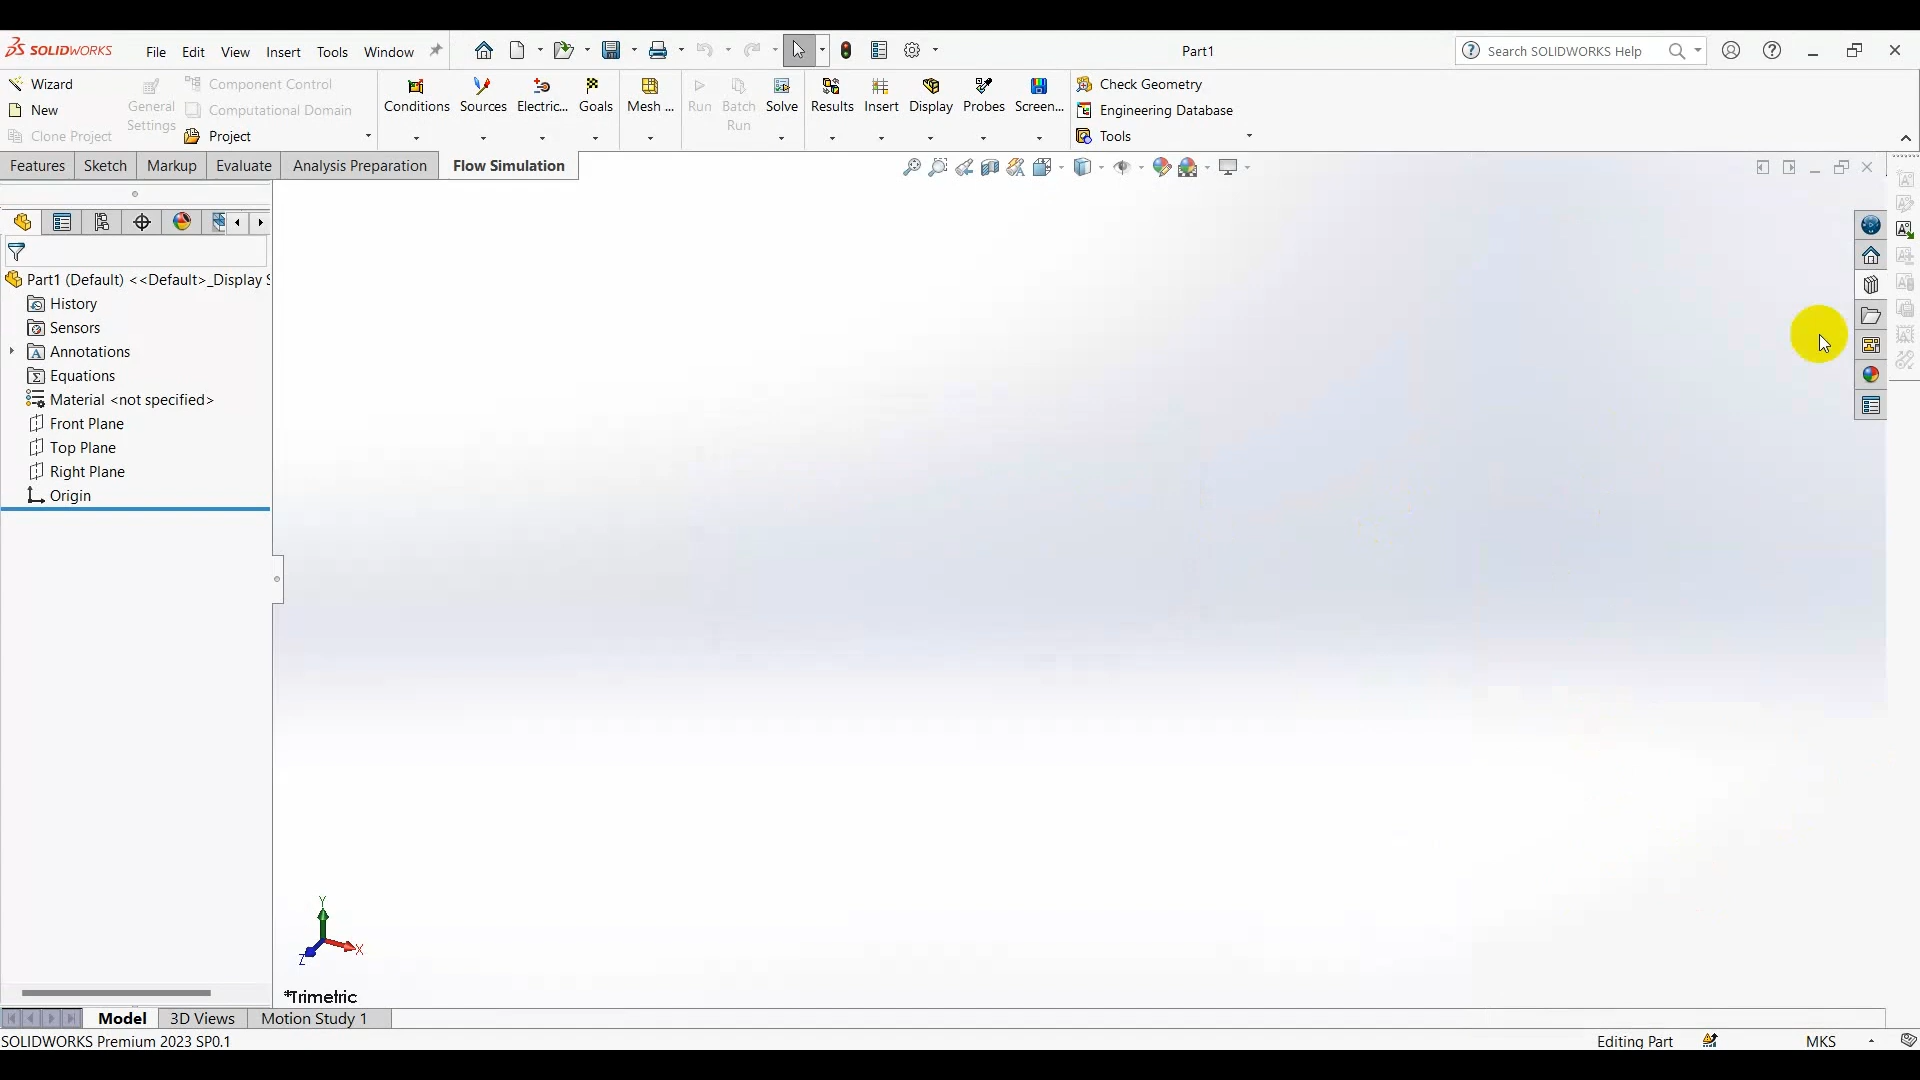 SOLIDWORKS File Edit View Insert Tools Window Part1 Search SOLIDWORKS Help
Wizard
New
Clone Project
General
Settings
Component Control
Computational Domain
Project
Conditions Sources Electric... Goals Mesh ... Run Batch
Run Solve Results Insert Display Probes Screen...
Check Geometry
Engineering Database
Tools
Features Sketch Markup Evaluate Analysis Preparation Flow Simulation
Part1 (Default) <<Default>_Display S
History
Sensors
Annotations
Equations
Material <not specified>
Front Plane
Top Plane
Right Plane
Origin
Y
X
Z
*Trimetric
Model 3D Views Motion Study 1
SOLIDWORKS Premium 2023 SP0.1 Editing Part MKS